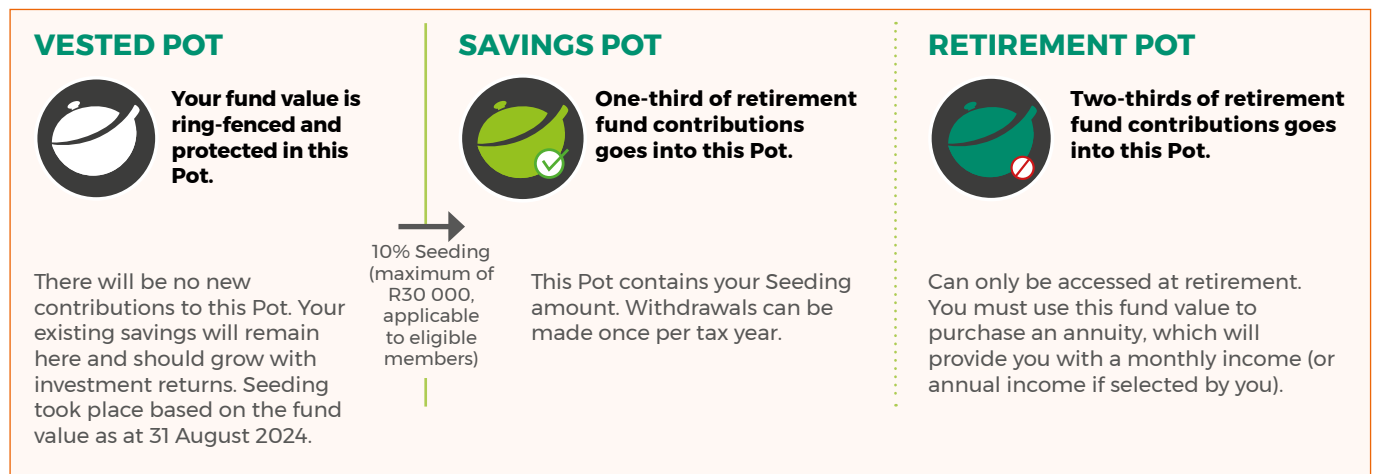 VESTED POT
Your fund value is
ring-fenced and
protected in this
Pot.
There will be no new
contributions to this Pot. Your
existing savings will remain
here and should grow with
investment returns. Seeding
took place based on the fund
value as at 31 August 2024.
10% Seeding
(maximum of
R30 000,
applicable
to eligible
members)
SAVINGS POT
One-third of retirement
fund contributions
goes into this Pot.
This Pot contains your Seeding
amount. Withdrawals can be
made once per tax year.
RETIREMENT POT
Two-thirds of retirement
fund contributions goes
into this Pot.
Can only be accessed at retirement.
You must use this fund value to
purchase an annuity, which will
provide you with a monthly income (or
annual income if selected by you).